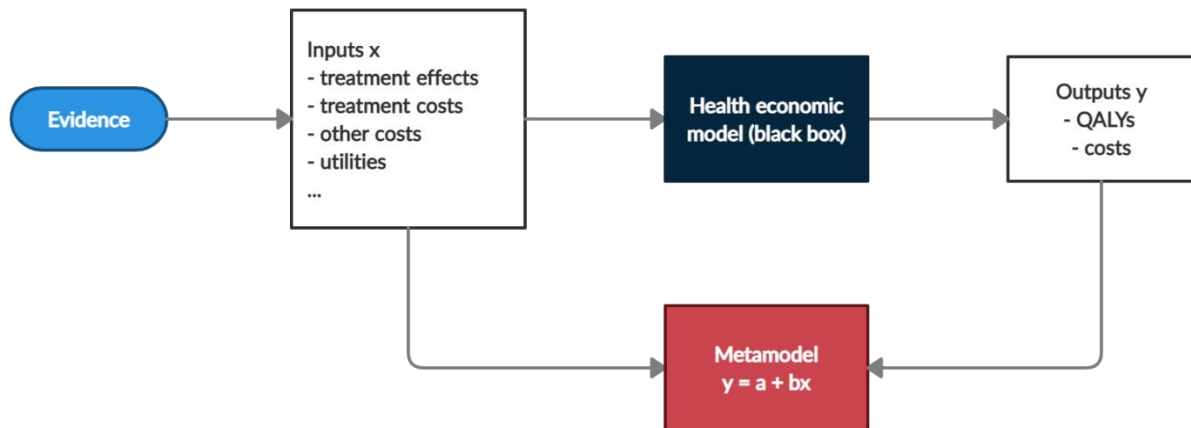 Evidence
Inputs x
- treatment effects
- treatment costs
- other costs
- utilities
...
Health economic
model (black box)
Outputs y
- QALYs
- costs
Metamodel
y = a + bx